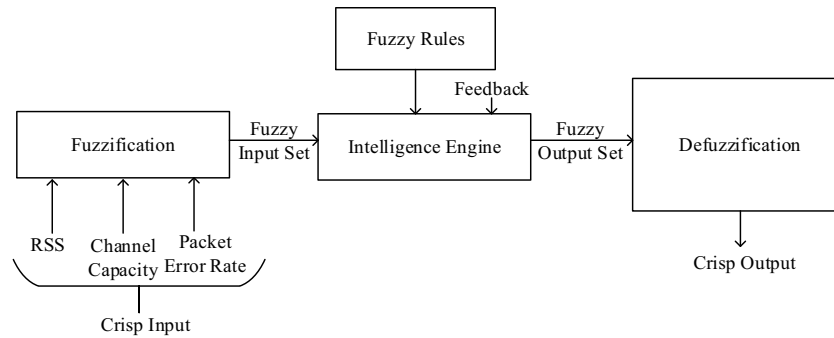 Fuzzy Rules
Feedback
Fuzzification
Fuzzy
Input Set
Intelligence Engine
Fuzzy
Output Set
Defuzzification
RSS
Channel
Capacity
Packet
Error Rate
Crisp Output
Crisp Input